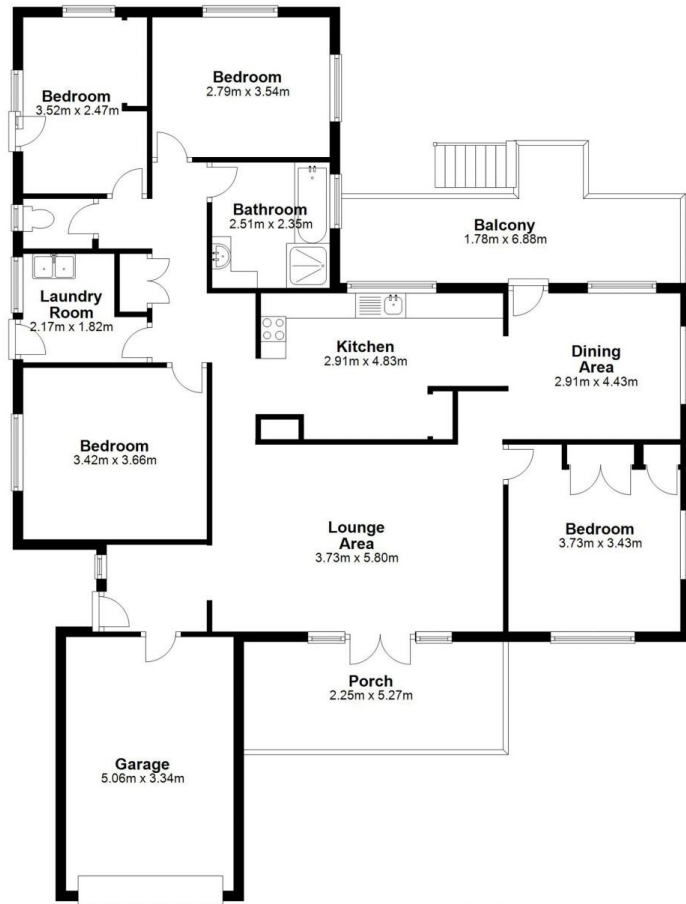 Bedroom
3.52m x 2.47m
Bedroom
2.79m x 3.54m
Bathroom
2.51m x 2.35m
Balcony
1.78m x 6.88m
Laundry
Room
2.17m x 1.82m
Kitchen
2.91m x 4.83m
Dining
Area
2.91m x 4.43m
Bedroom
3.42m x 3.66m
Lounge
Area
3.73m x 5.80m
Bedroom
3.73m x 3.43m
Porch
2.25m x 5.27m
Garage
5.06m x 3.34m